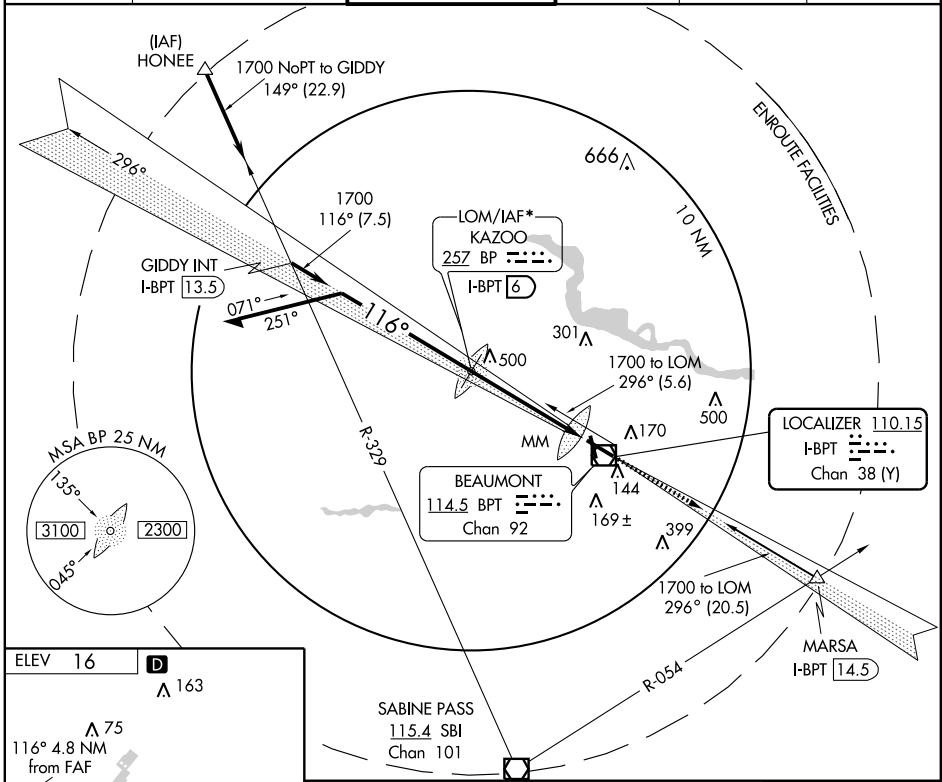 (IAF)
HONEE
1700 NoPT to GIDDY
149° (22.9)
ENROUTE FACILITIES
666
10 NM
296°
1700
116° (7.5)
LOM/IAF*
KAZOO
257 BP
I-BPT 6
GIDDY INT
I-BPT 13.5
071°
251°
116°
500
301
1700 to LOM
296° (5.6)
500
R-329
MM
170
LOCALIZER 110.15
I-BPT
Chan 38 (Y)
MSA BP 25 NM
135°
3100
2300
045°
BEAUMONT
114.5 BPT
Chan 92
144
169 ±
399
1700 to LOM
296° (20.5)
MARSA
I-BPT 14.5
R-054
ELEV 16
D
163
75
116° 4.8 NM
from FAF
SABINE PASS
115.4 SBI
Chan 101